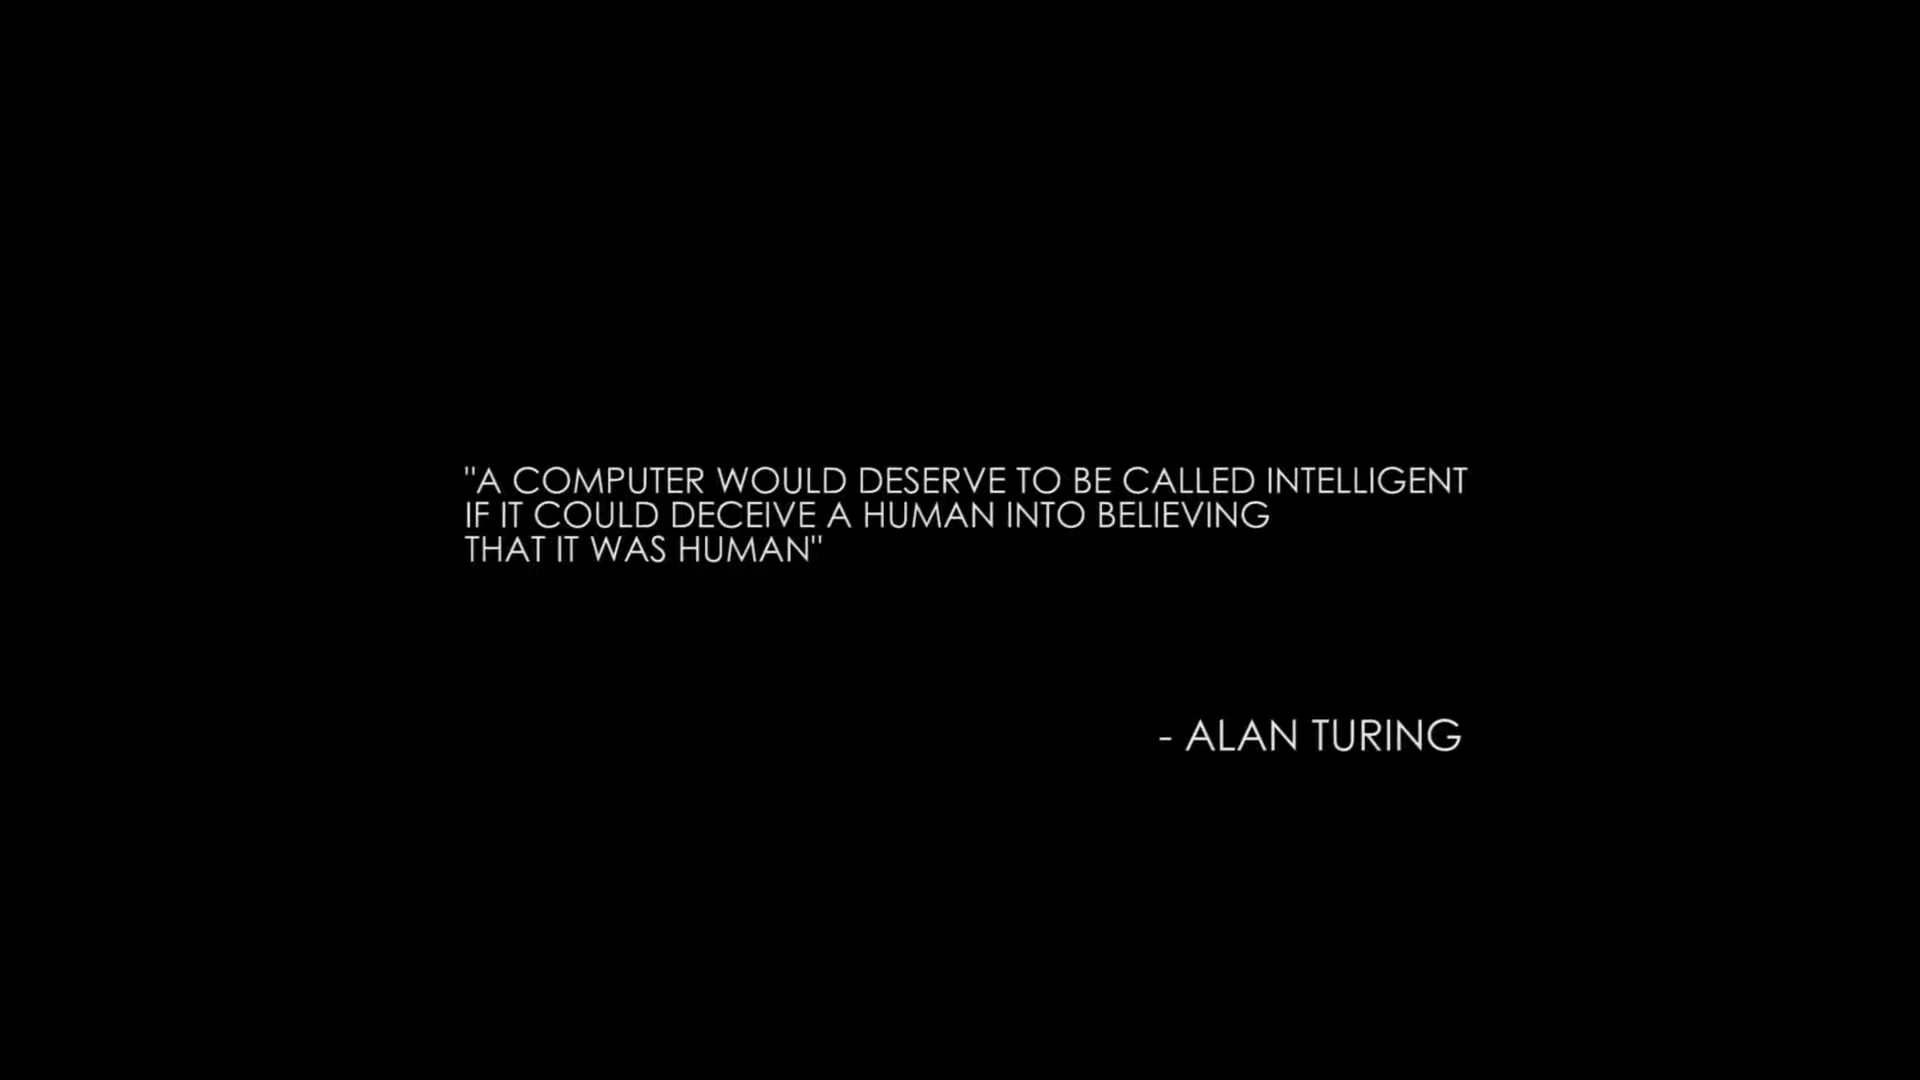 "A COMPUTER WOULD DESERVE TO BE CALLED INTELLIGENT
IF IT COULD DECEIVE A HUMAN INTO BELIEVING
THAT IT WAS HUMAN"
- ALAN TURING